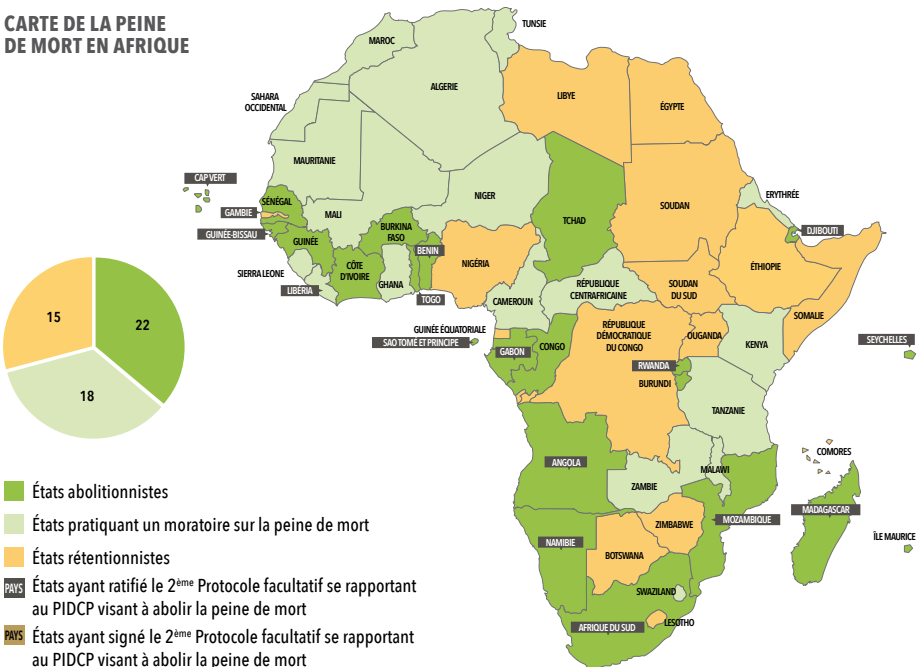 CARTE DE LA PEINE
DE MORT EN AFRIQUE
TUNSIE
MAROC
ALGERIE
LIBYE
ÉGYPTE
SAHARA
OCCIDENTAL
MAURITANIE
CAP VERT
SÉNÉGAL
MALI
NIGER
TCHAD
SOUDAN
ERYTHRÉE
GAMBIE
GUINÉE-BISSAU
GUINÉE
BURKINA
FASO
BENIN
NIGÉRIA
DJIBOUTI
SIERRA LEONE
LIBÉRIA
CÔTE
D'IVOIRE
GHANA
TOGO
CAMEROUN
RÉPUBLIQUE
CENTRAFRICAINE
SOUDAN
DU SUD
ÉTHIOPIE
SOMALIE
GUINÉE ÉQUATORIALE
SAO TOMÉ ET PRINCIPE
GABON
CONGO
RÉPUBLIQUE
DÉMOCRATIQUE
DU CONGO
OUGANDA
KENYA
SEYCHELLES
RWANDA
BURUNDI
TANZANIE
15
22
18
COMORES
ANGOLA
ZAMBIE
MALAWI
MOZAMBIQUE
MADAGASCAR
ÎLE MAURICE
NAMIBIE
BOTSWANA
ZIMBABWE
SWAZILAND
LESOTHO
AFRIQUE DU SUD
États abolitionnistes
États pratiquant un moratoire sur la peine de mort
États rétentionnistes
PAYS États ayant ratifié le 2ème Protocole facultatif se rapportant
au PIDCP visant à abolir la peine de mort
PAYS États ayant signé le 2ème Protocole facultatif se rapportant
au PIDCP visant à abolir la peine de mort